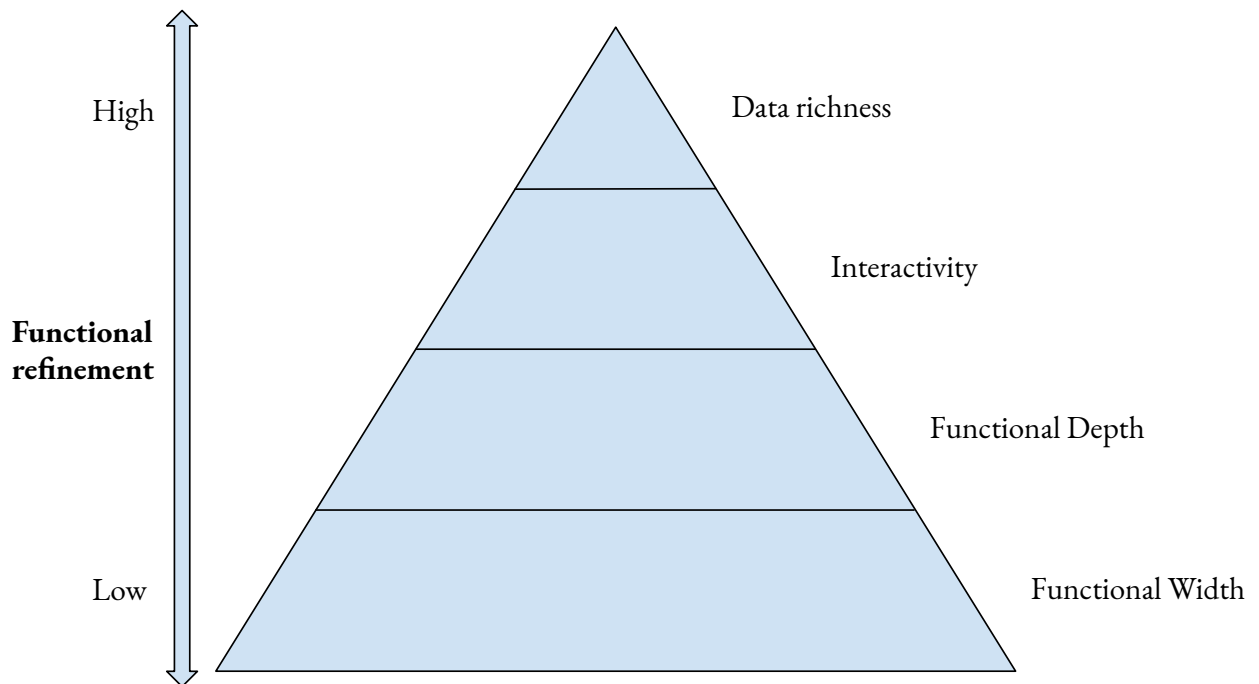 High
Data richness
Interactivity
Functional
refinement
Functional Depth
Low
Functional Width